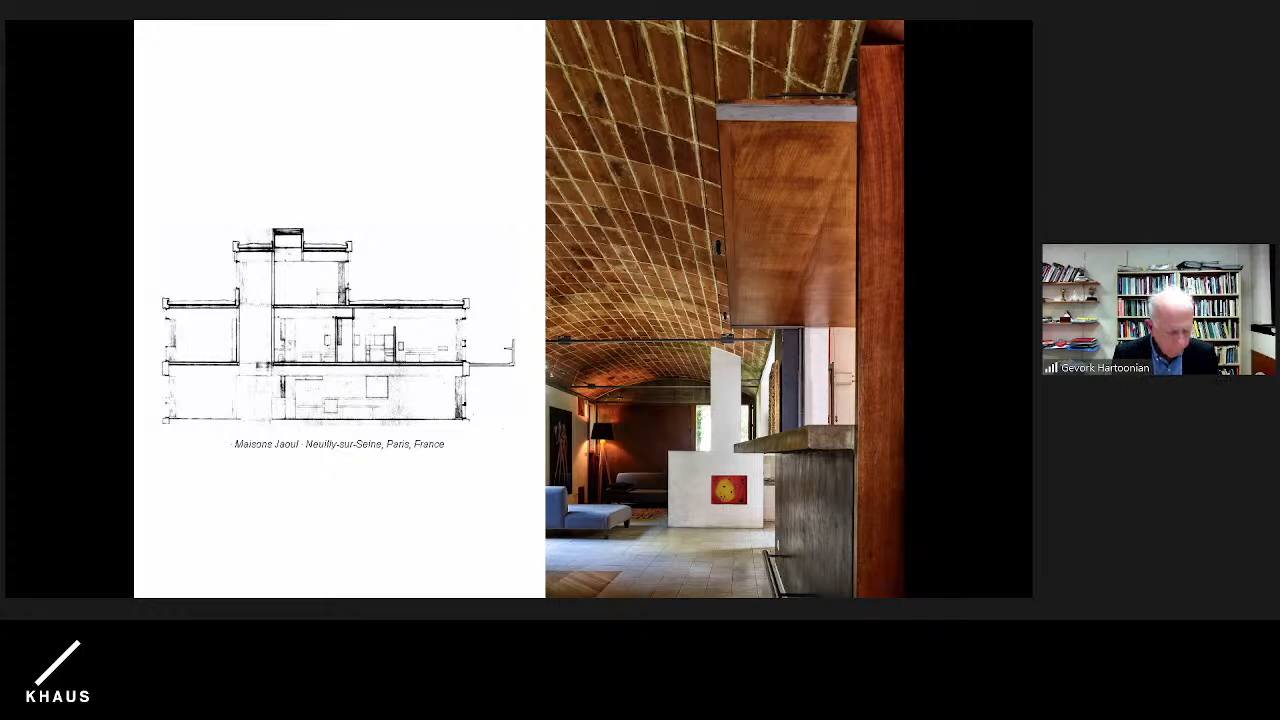 · Maisons Jaoul · Neuilly-sur-Seine, Paris, France
Gevork Hartoonian
KHAUS